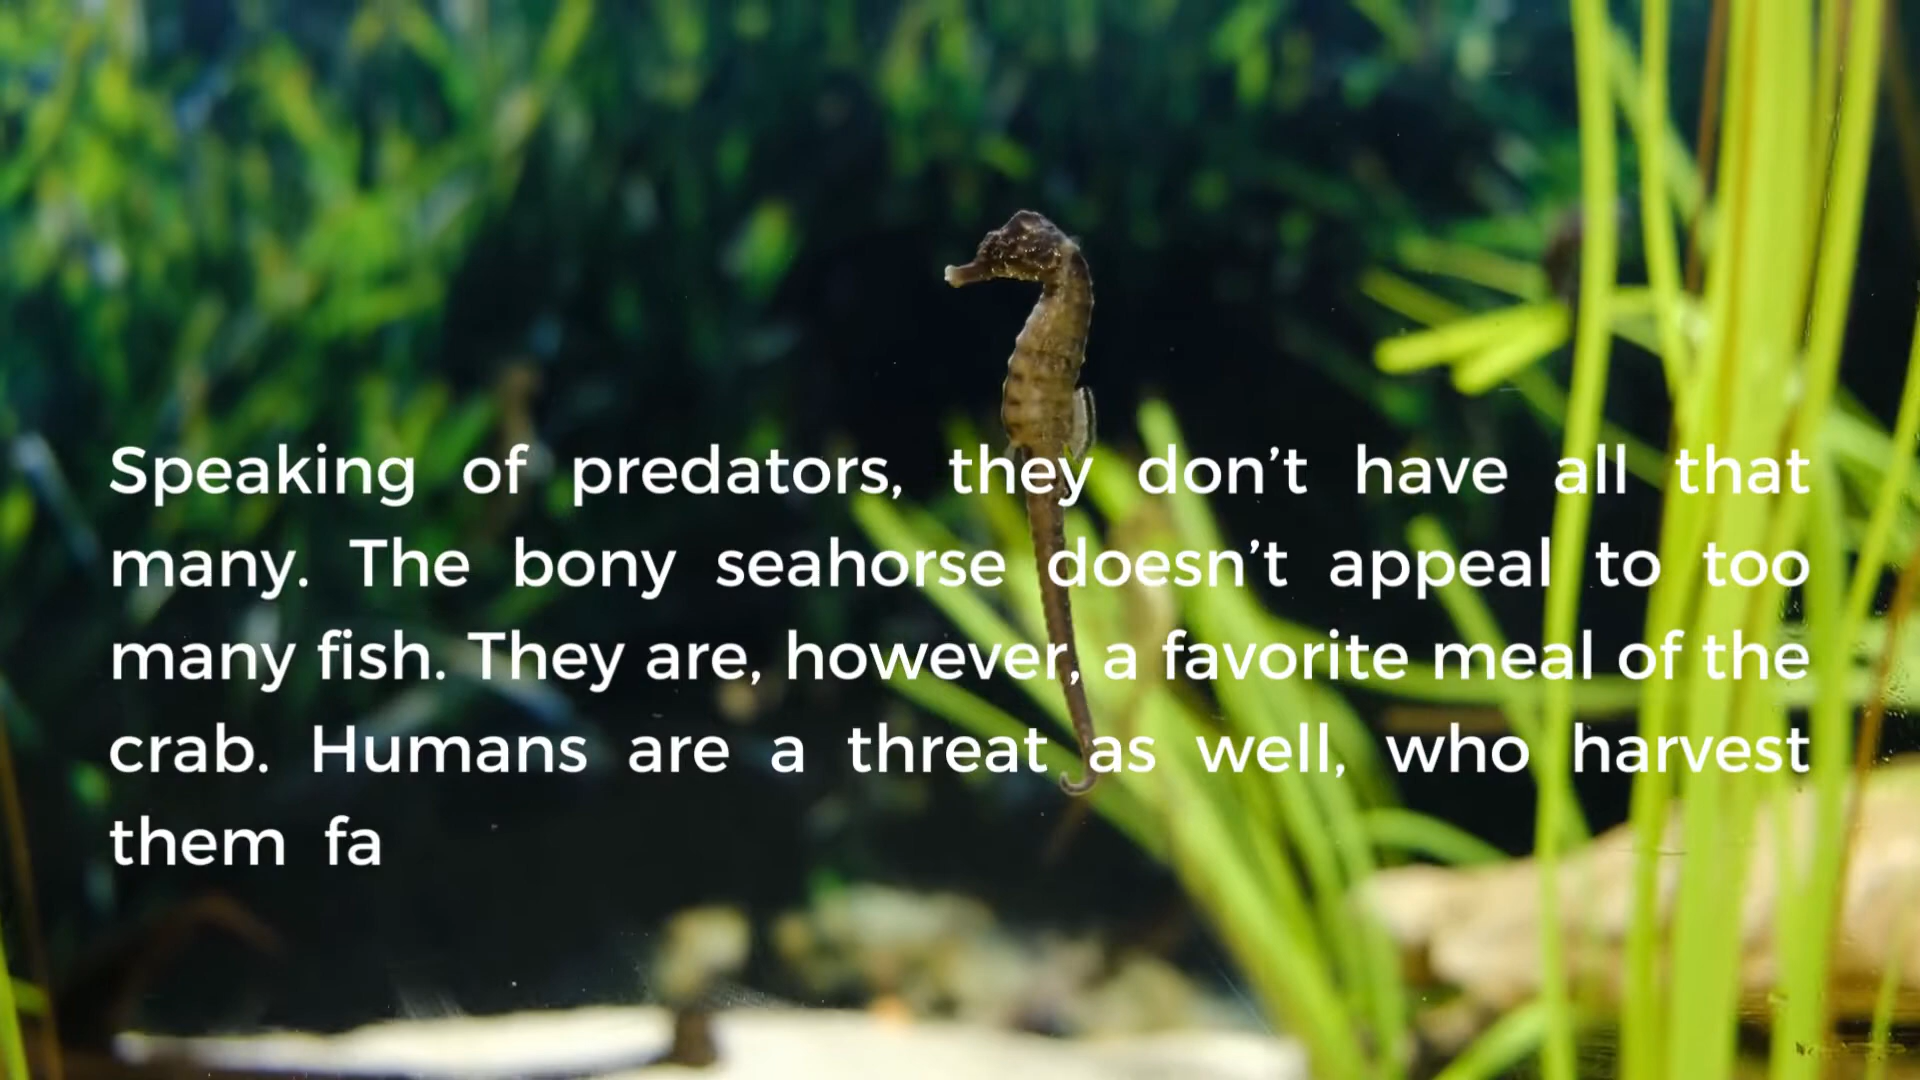 Speaking of predators, they don’t have all that
many. The bony seahorse doesn’t appeal to too
many fish. They are, however, a favorite meal of the
crab. Humans are a threat as well, who harvest
them fa